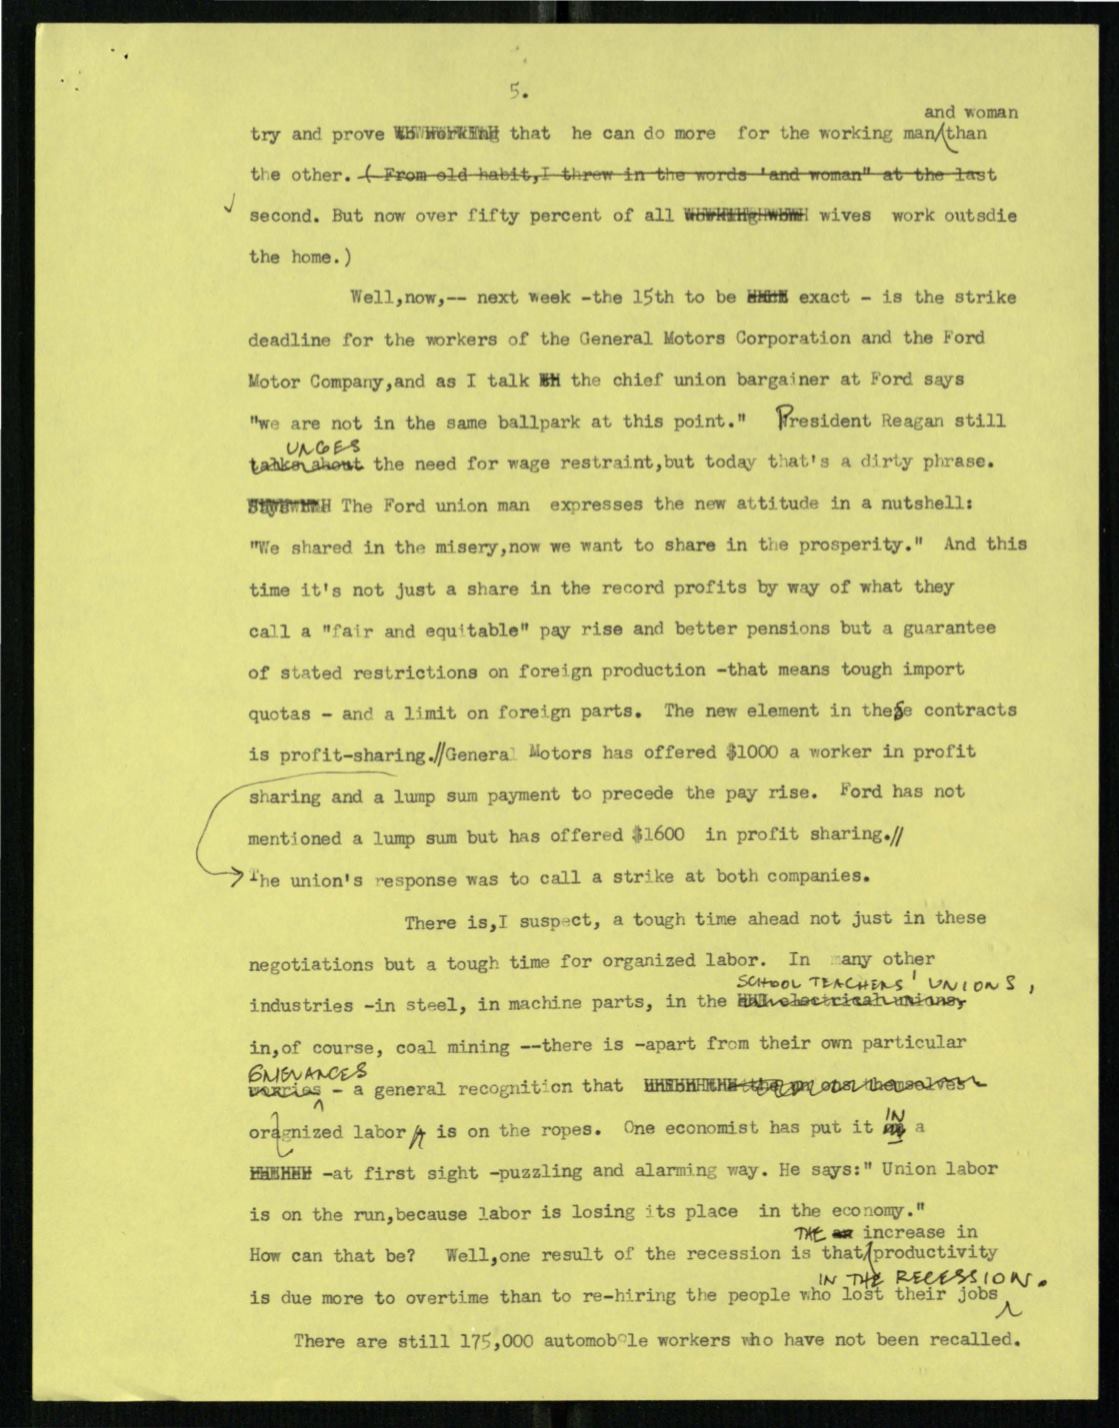 5.
and woman
try and prove that he can do more for the working man than
the other. ( From old habit,I threw in the words 'and woman" at the last
second. But now over fifty percent of all wives work outsdie
the home.)
Well,now,-- next week -the 15th to be exact - is the strike
deadline for the workers of the General Motors Corporation and the Ford
Motor Company,and as I talk the chief union bargainer at Ford says
"we are not in the same ballpark at this point." President Reagan still
URGES
talks about the need for wage restraint,but today that's a dirty phrase.
The Ford union man expresses the new attitude in a nutshell:
"We shared in the misery,now we want to share in the prosperity." And this
time it's not just a share in the record profits by way of what they
call a "fair and equitable" pay rise and better pensions but a guarantee
of stated restrictions on foreign production -that means tough import
quotas - and a limit on foreign parts. The new element in these contracts
is profit-sharing.//General Motors has offered $1000 a worker in profit
sharing and a lump sum payment to precede the pay rise. Ford has not
mentioned a lump sum but has offered $1600 in profit sharing.//
The union's response was to call a strike at both companies.
There is,I suspect, a tough time ahead not just in these
negotiations but a tough time for organized labor. In many other
SCHOOL TEACHERS' UNIONS,
industries -in steel, in machine parts, in the electrical unions,
in,of course, coal mining --there is -apart from their own particular
GRIEVANCES
worries - a general recognition that themselves
oragnized labor is on the ropes. One economist has put it IN a
-at first sight -puzzling and alarming way. He says:" Union labor
is on the run,because labor is losing its place in the economy."
THE an increase in
How can that be? Well,one result of the recession is that productivity
IN THE RECESSION.
is due more to overtime than to re-hiring the people who lost their jobs
There are still 175,000 automobole workers who have not been recalled.